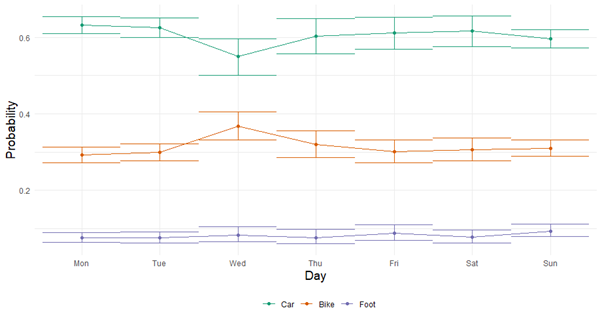 Probability
0.6
0.4
0.2
Mon Tue Wed Thu Fri Sat Sun
Day
Car Bike Foot